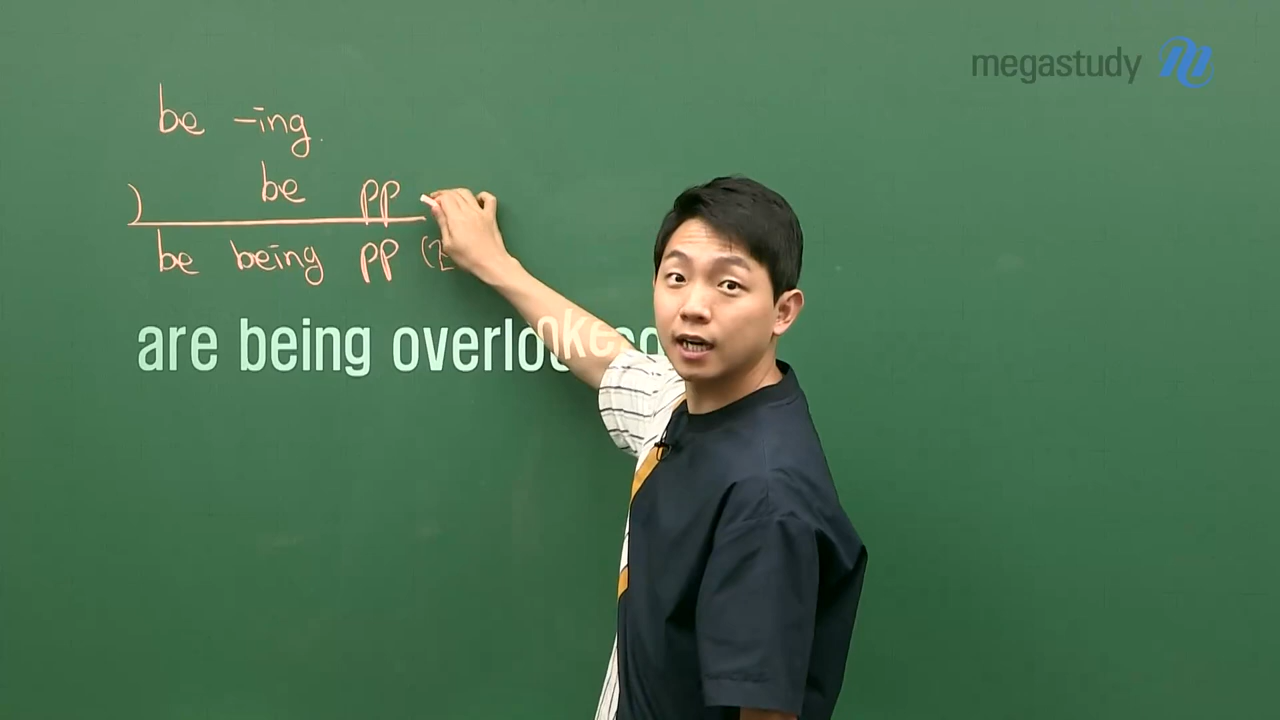 megastudy
be -ing.
) be pp
be being pp
are being overlooked